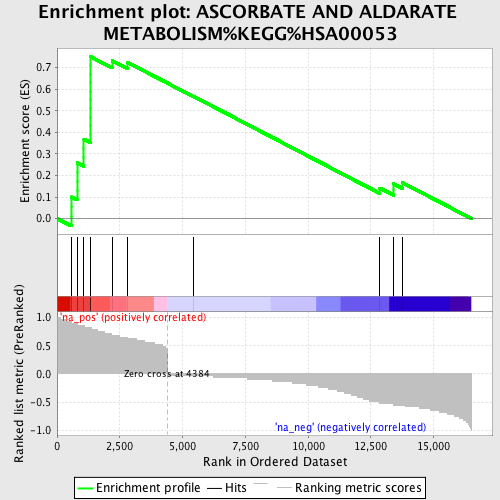 Enrichment plot: ASCORBATE AND ALDARATE
METABOLISM%KEGG%HSA00053
Enrichment score (ES)
0.7
0.6
0.5
0.4
0.3
0.2
0.1
0.0
Ranked list metric (PreRanked)
1.0
0.5
0.0
-0.5
-1.0
'na_pos' (positively correlated)
Zero cross at 4384
'na_neg' (negatively correlated)
0
2,500
5,000
7,500
10,000
12,500
15,000
Rank in Ordered Dataset
Enrichment profile
Hits
Ranking metric scores